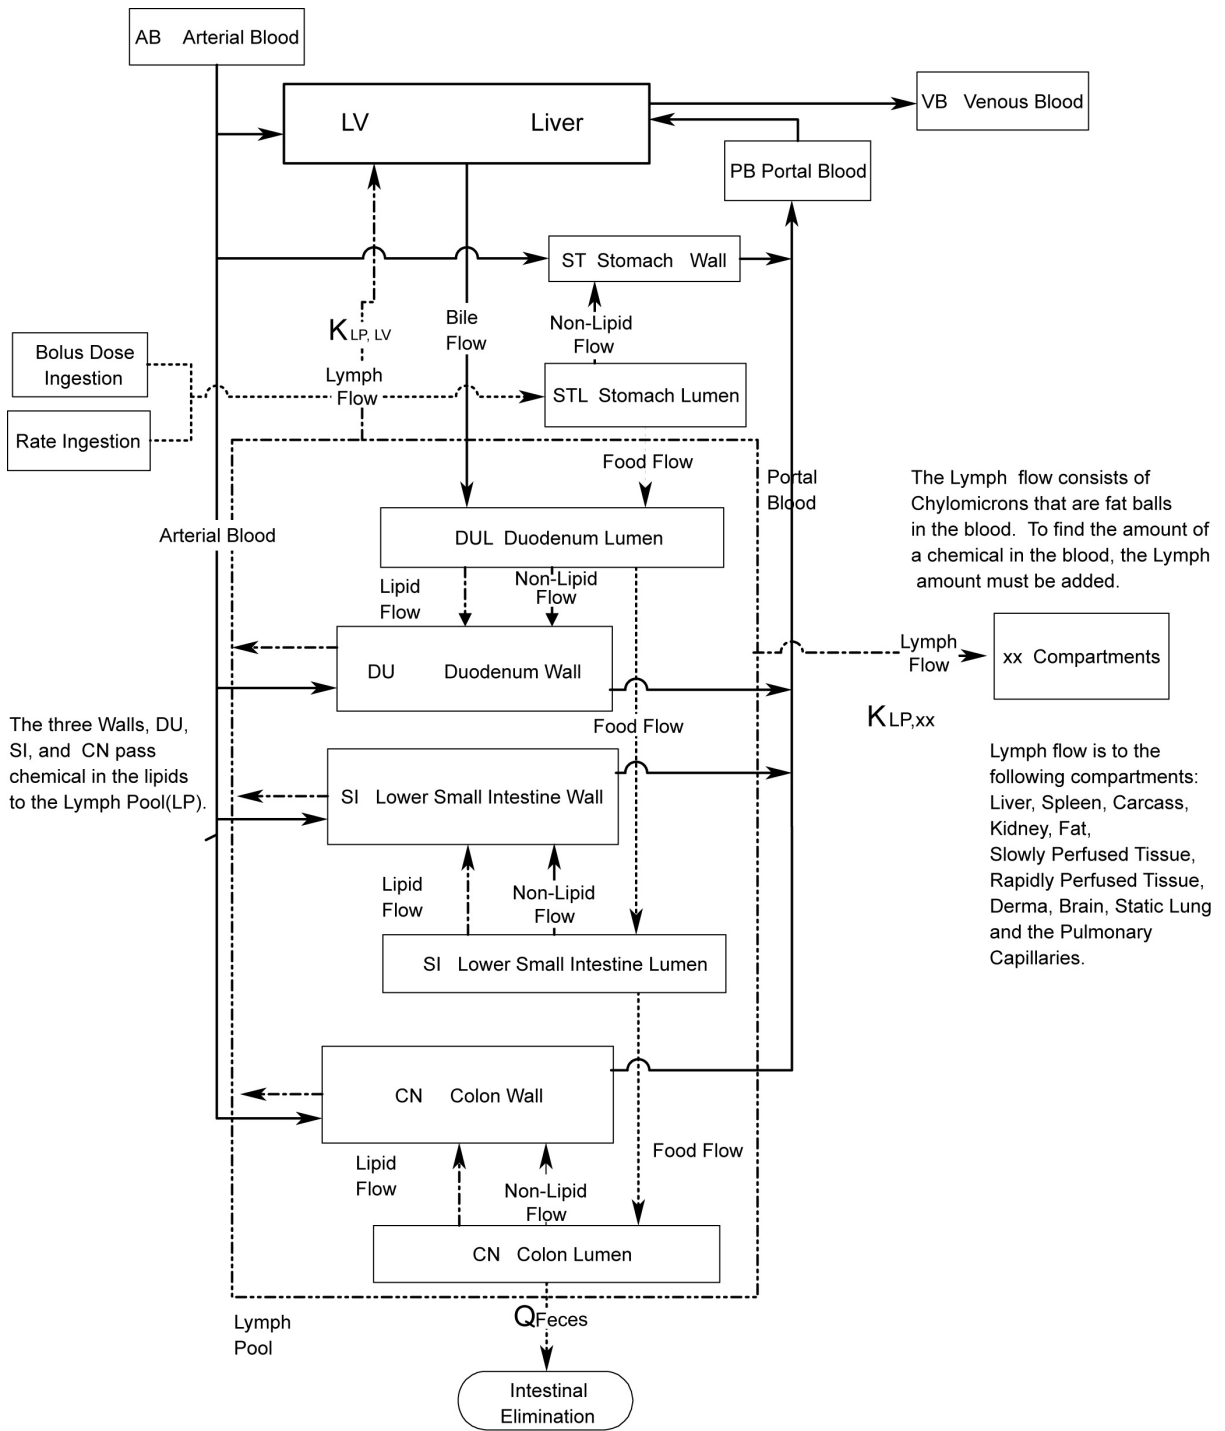 AB Arterial Blood
VB Venous Blood
LV Liver
PB Portal Blood
ST Stomach Wall
Bile
Flow
Non-Lipid
Flow
KLP, LV
Bolus Dose
Ingestion
Lymph
Flow
STL Stomach Lumen
Rate Ingestion
Food Flow
Portal
Blood
The Lymph flow consists of
Chylomicrons that are fat balls
in the blood. To find the amount of
a chemical in the blood, the Lymph
amount must be added.
Arterial Blood
DUL Duodenum Lumen
Lipid
Flow
Non-Lipid
Flow
DU Duodenum Wall
Lymph
Flow
xx Compartments
KLP,xx
Food Flow
The three Walls, DU,
SI, and CN pass
chemical in the lipids
to the Lymph Pool(LP).
Lymph flow is to the
following compartments:
Liver, Spleen, Carcass,
Kidney, Fat,
Slowly Perfused Tissue,
Rapidly Perfused Tissue,
Derma, Brain, Static Lung
and the Pulmonary
Capillaries.
SI Lower Small Intestine Wall
Lipid
Flow
Non-Lipid
Flow
SI Lower Small Intestine Lumen
CN Colon Wall
Food Flow
Lipid
Flow
Non-Lipid
Flow
CN Colon Lumen
QFeces
Lymph
Pool
Intestinal
Elimination